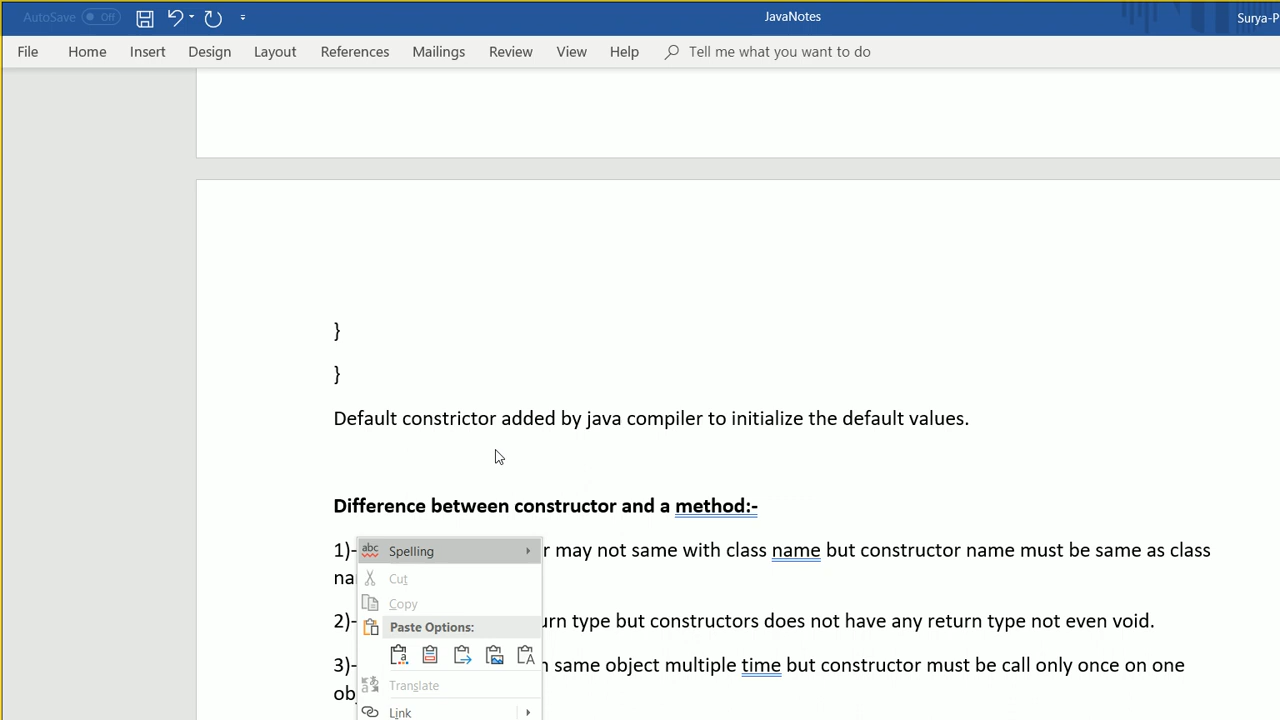 AutoSave Off JavaNotes Surya-P
File Home Insert Design Layout References Mailings Review View Help Tell me what you want to do
}
}
Default constrictor added by java compiler to initialize the default values.
Difference between constructor and a method:-
1)- may not same with class name but constructor name must be same as class
2)- type but constructors does not have any return type not even void.
3)- same object multiple time but constructor must be call only once on one
abc Spelling
Cut
Copy
Paste Options:
Translate
Link